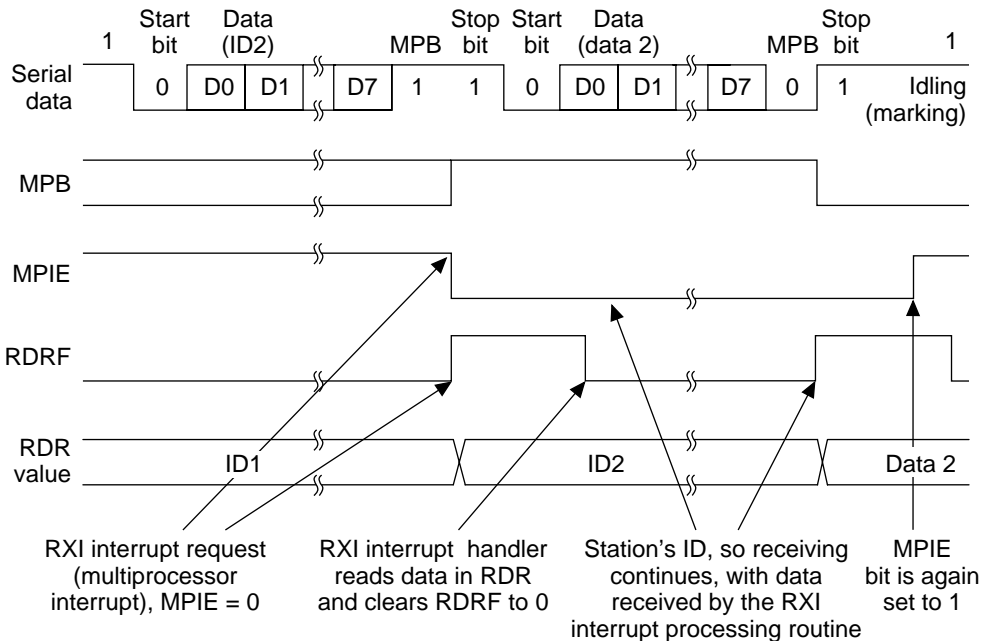 Start Data Stop Start Data Stop
1 bit (ID2) MPB bit bit (data 2) MPB bit 1
Serial data
0 D0 D1 D7 1 1 0 D0 D1 D7 0 1 Idling (marking)
MPB
MPIE
RDRF
RDR value
ID1 ID2 Data 2
RXI interrupt request
(multiprocessor
interrupt), MPIE = 0
RXI interrupt handler
reads data in RDR
and clears RDRF to 0
Station's ID, so receiving
continues, with data
received by the RXI
interrupt processing routine
MPIE
bit is again
set to 1